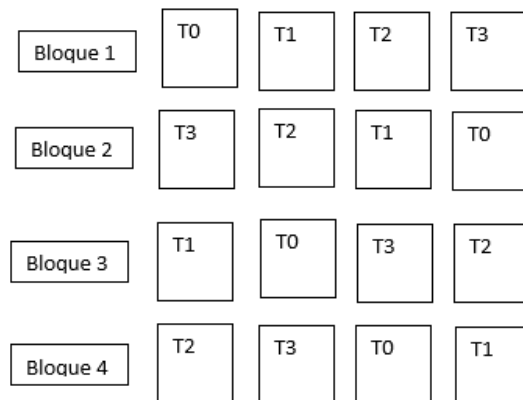 Bloque 1 T0 T1 T2 T3
Bloque 2 T3 T2 T1 T0
Bloque 3 T1 T0 T3 T2
Bloque 4 T2 T3 T0 T1